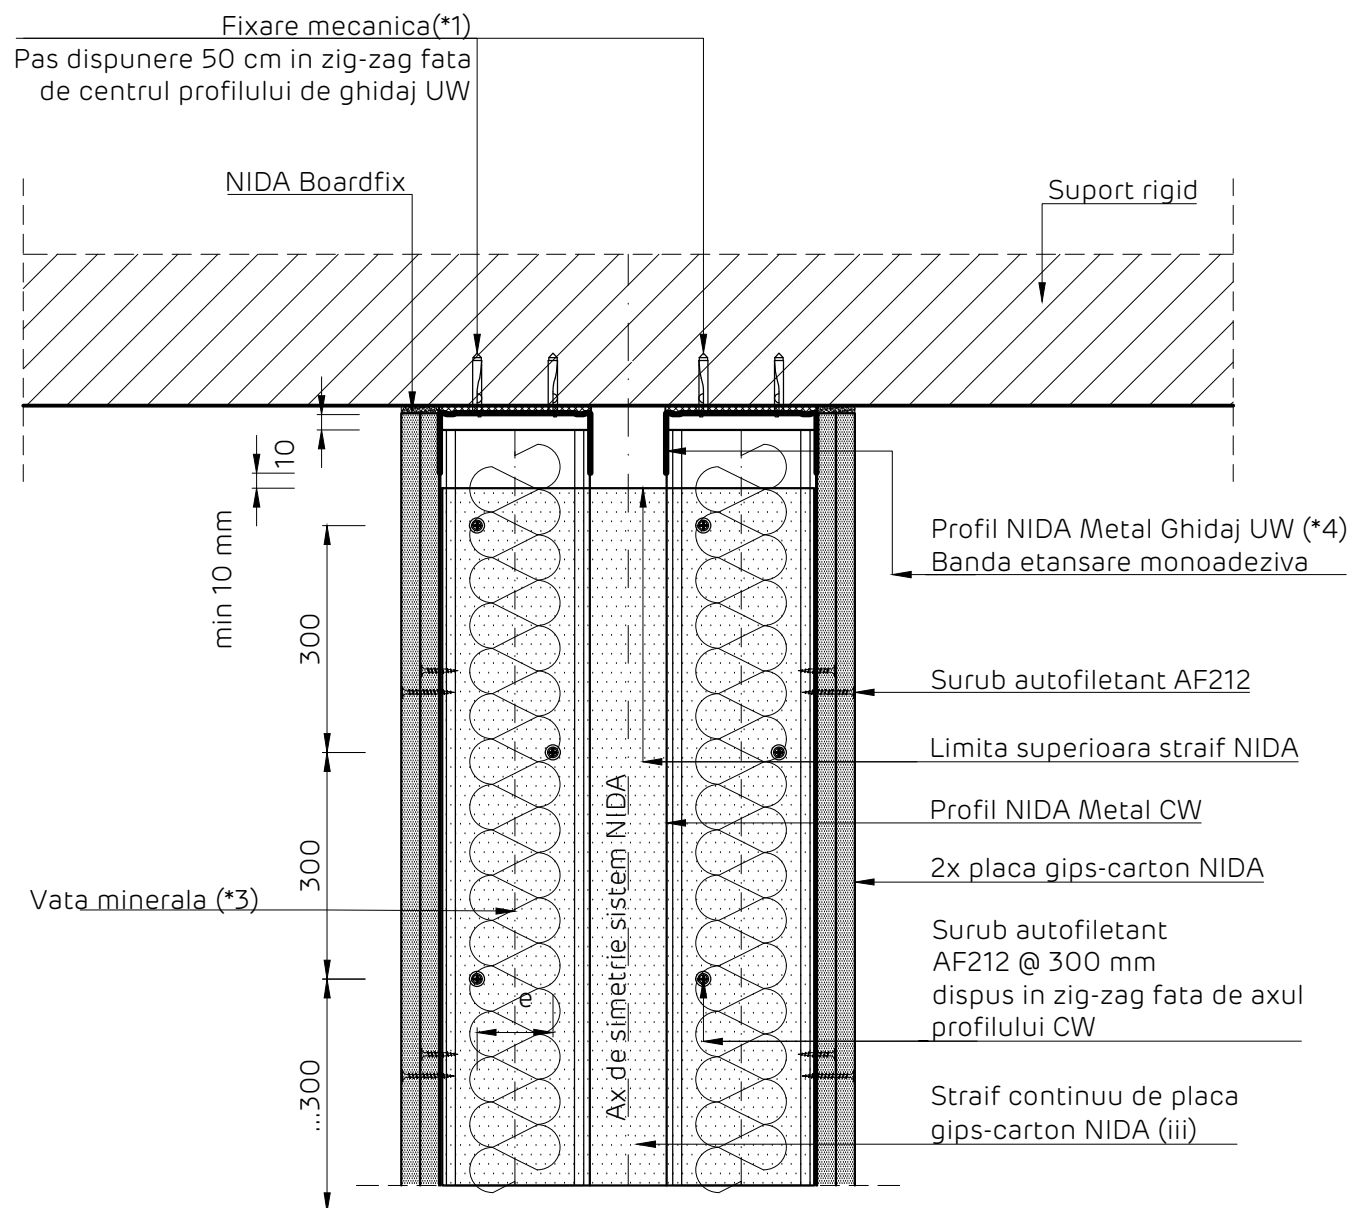 Fixare mecanica(*1)
Pas dispunere 50 cm in zig-zag fata
de centrul profilului de ghidaj UW
NIDA Boardfix
Suport rigid
10
min 10 mm
300
300
...300
Vata minerala (*3)
e
Ax de simetrie sistem NIDA
Profil NIDA Metal Ghidaj UW (*4)
Banda etansare monoadeziva
Surub autofiletant AF212
Limita superioara straif NIDA
Profil NIDA Metal CW
2x placa gips-carton NIDA
Surub autofiletant
AF212 @ 300 mm
dispus in zig-zag fata de axul
profilului CW
Straif continuu de placa
gips-carton NIDA (iii)